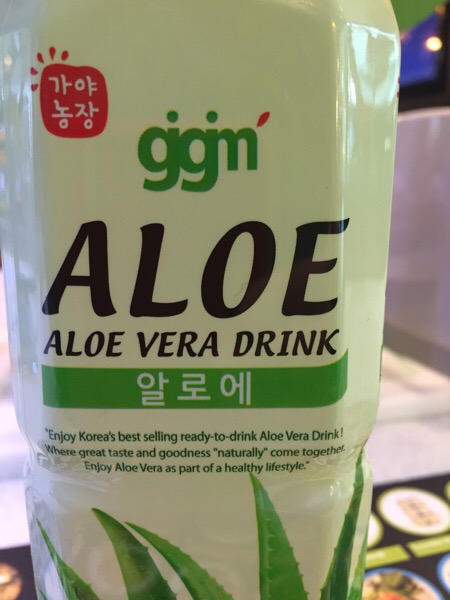 가야
농장
ggm
ALOE
ALOE VERA DRINK
알로에
"Enjoy Korea's best selling ready-to-drink Aloe Vera Drink!
Where great taste and goodness "naturally" come together.
Enjoy Aloe Vera as part of a healthy lifestyle."